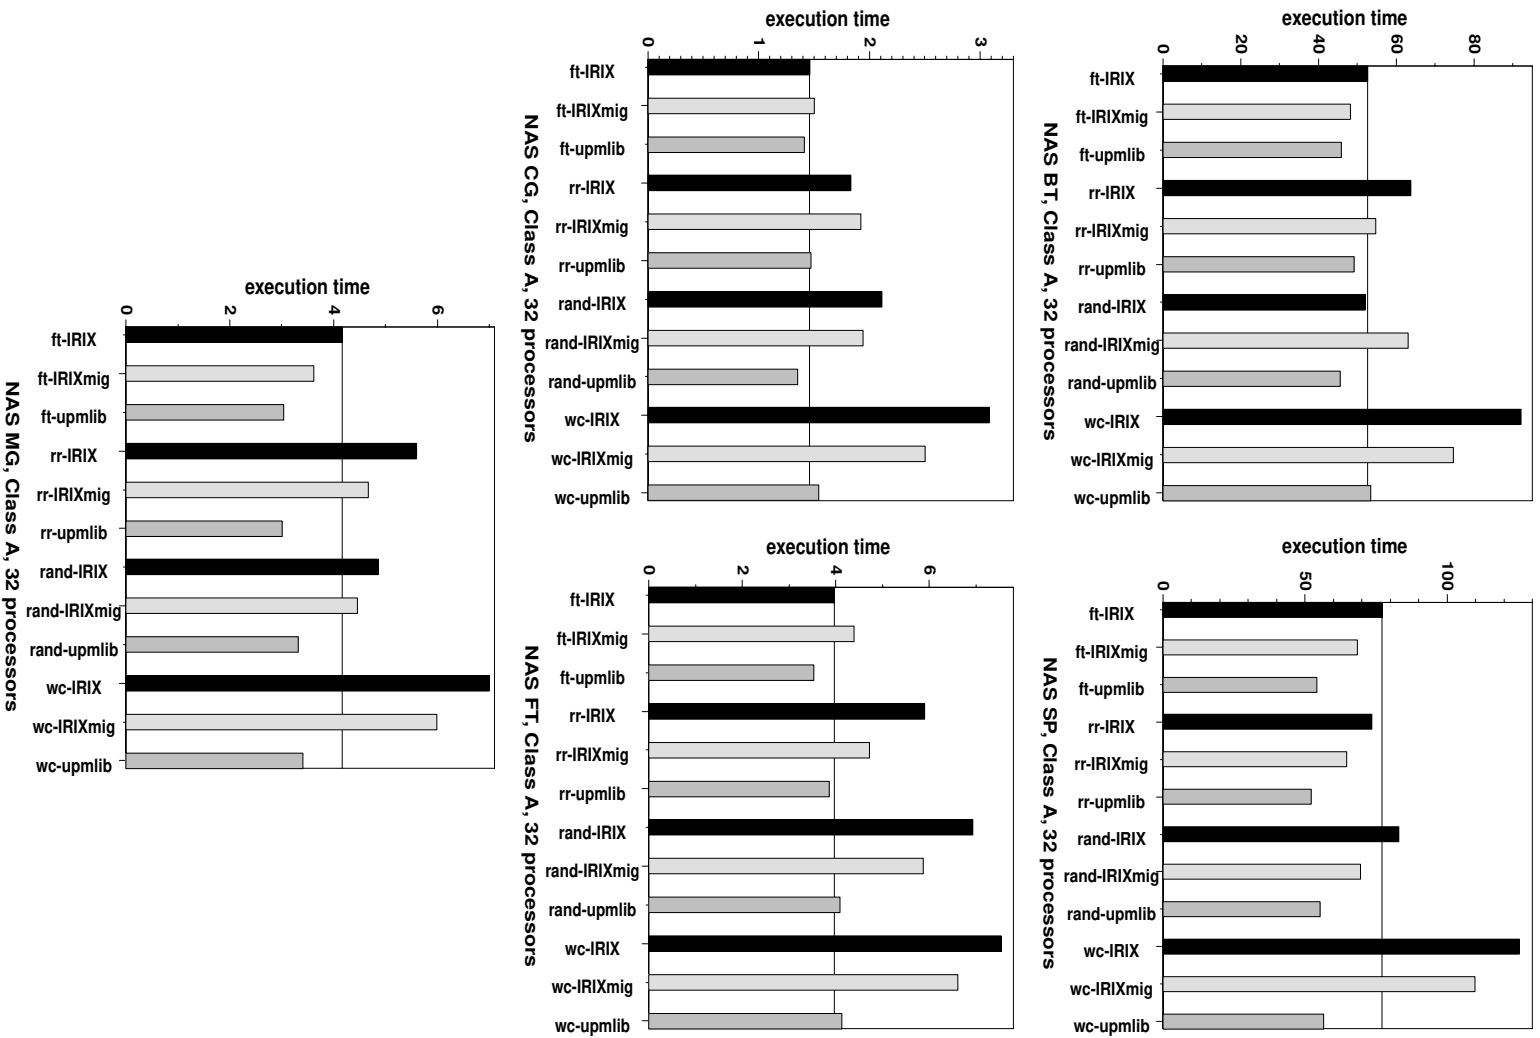 execution time
0 20 40 60 80
ft-IRIX
ft-IRIXmig
ft-upmlib
rr-IRIX
rr-IRIXmig
rr-upmlib
rand-IRIX
rand-IRIXmig
rand-upmlib
wc-IRIX
wc-IRIXmig
wc-upmlib
NAS BT, Class A, 32 processors
execution time
0 50 100
ft-IRIX
ft-IRIXmig
ft-upmlib
rr-IRIX
rr-IRIXmig
rr-upmlib
rand-IRIX
rand-IRIXmig
rand-upmlib
wc-IRIX
wc-IRIXmig
wc-upmlib
NAS SP, Class A, 32 processors
execution time
0 1 2 3
ft-IRIX
ft-IRIXmig
ft-upmlib
rr-IRIX
rr-IRIXmig
rr-upmlib
rand-IRIX
rand-IRIXmig
rand-upmlib
wc-IRIX
wc-IRIXmig
wc-upmlib
NAS CG, Class A, 32 processors
execution time
0 2 4 6
ft-IRIX
ft-IRIXmig
ft-upmlib
rr-IRIX
rr-IRIXmig
rr-upmlib
rand-IRIX
rand-IRIXmig
rand-upmlib
wc-IRIX
wc-IRIXmig
wc-upmlib
NAS FT, Class A, 32 processors
execution time
0 2 4 6
ft-IRIX
ft-IRIXmig
ft-upmlib
rr-IRIX
rr-IRIXmig
rr-upmlib
rand-IRIX
rand-IRIXmig
rand-upmlib
wc-IRIX
wc-IRIXmig
wc-upmlib
NAS MG, Class A, 32 processors